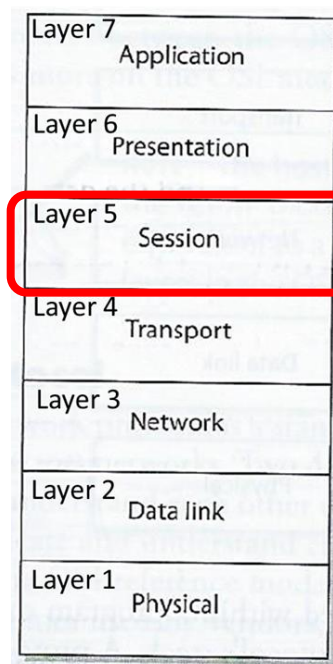 Layer 7
Application
Layer 6
Presentation
Layer 5
Session
Layer 4
Transport
Layer 3
Network
Layer 2
Data link
Layer 1
Physical